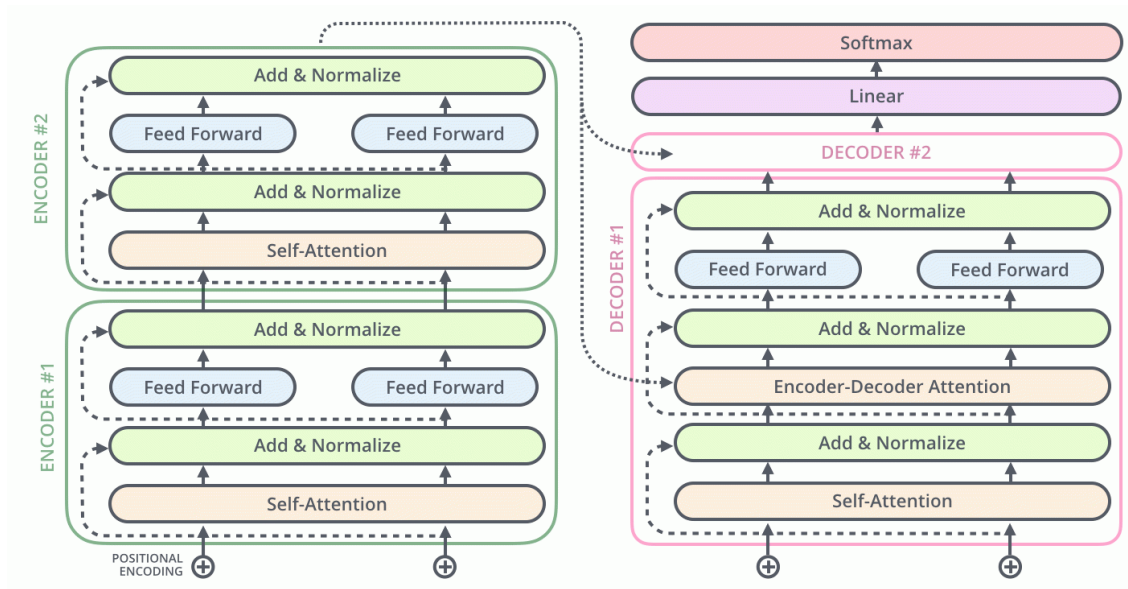 ENCODER #2
Add & Normalize
Feed Forward
Feed Forward
Add & Normalize
Self-Attention
ENCODER #1
Add & Normalize
Feed Forward
Feed Forward
Add & Normalize
Self-Attention
POSITIONAL
ENCODING
Softmax
Linear
DECODER #2
DECODER #1
Add & Normalize
Feed Forward
Feed Forward
Add & Normalize
Encoder-Decoder Attention
Add & Normalize
Self-Attention